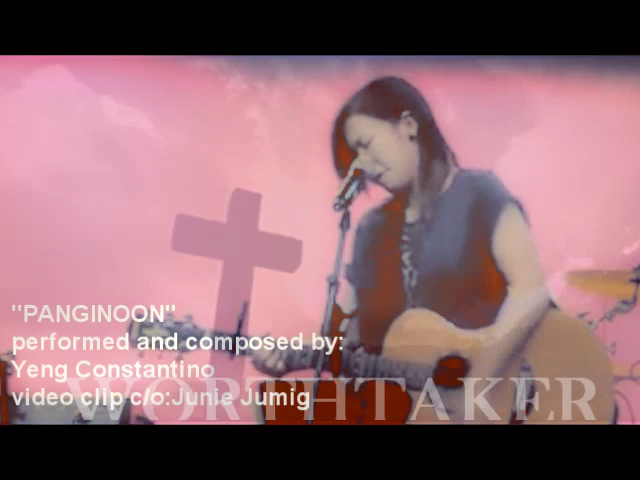 "PANGINOON"
performed and composed by:
Yeng Constantino
video clip c/o:Junie Jumig
WORTHTAKER